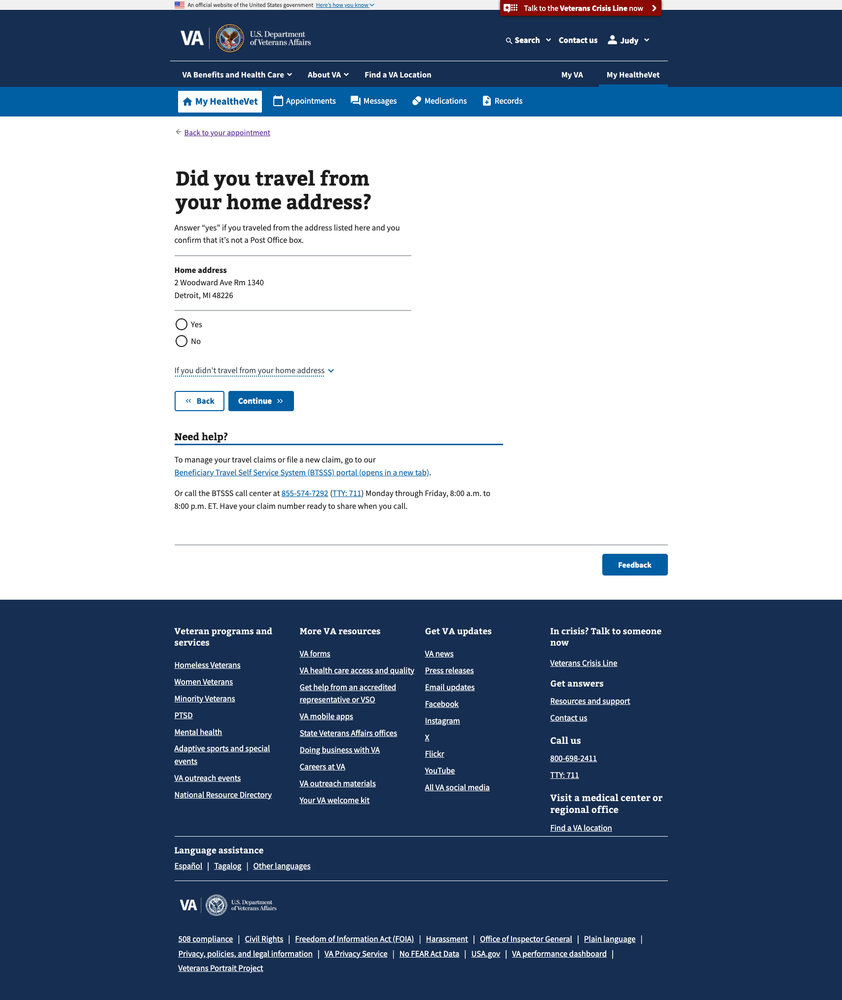 An official website of the United States government Here's how you know
Talk to the Veterans Crisis Line now
VA U.S. Department
of Veterans Affairs
Search Contact us Judy
VA Benefits and Health Care About VA Find a VA Location My VA My HealtheVet
My HealtheVet Appointments Messages Medications Records
Back to your appointment
Did you travel from
your home address?
Answer “yes” if you traveled from the address listed here and you
confirm that it’s not a Post Office box.
Home address
2 Woodward Ave Rm 1340
Detroit, MI 48226
Yes
No
If you didn't travel from your home address
Back Continue
Need help?
To manage your travel claims or file a new claim, go to our
Beneficiary Travel Self Service System (BTSSS) portal (opens in a new tab).
Or call the BTSSS call center at 855-574-7292 (TTY: 711) Monday through Friday, 8:00 a.m. to
8:00 p.m. ET. Have your claim number ready to share when you call.
Feedback
Veteran programs and
services
Homeless Veterans
Women Veterans
Minority Veterans
PTSD
Mental health
Adaptive sports and special
events
VA outreach events
National Resource Directory
More VA resources
VA forms
VA health care access and quality
Get help from an accredited
representative or VSO
VA mobile apps
State Veterans Affairs offices
Doing business with VA
Careers at VA
VA outreach materials
Your VA welcome kit
Get VA updates
VA news
Press releases
Email updates
Facebook
Instagram
X
Flickr
YouTube
All VA social media
In crisis? Talk to someone
now
Veterans Crisis Line
Get answers
Resources and support
Contact us
Call us
800-698-2411
TTY: 711
Visit a medical center or
regional office
Find a VA location
Language assistance
Español | Tagalog | Other languages
VA U.S. Department
of Veterans Affairs
508 compliance | Civil Rights | Freedom of Information Act (FOIA) | Harassment | Office of Inspector General | Plain language |
Privacy, policies, and legal information | VA Privacy Service | No FEAR Act Data | USA.gov | VA performance dashboard |
Veterans Portrait Project